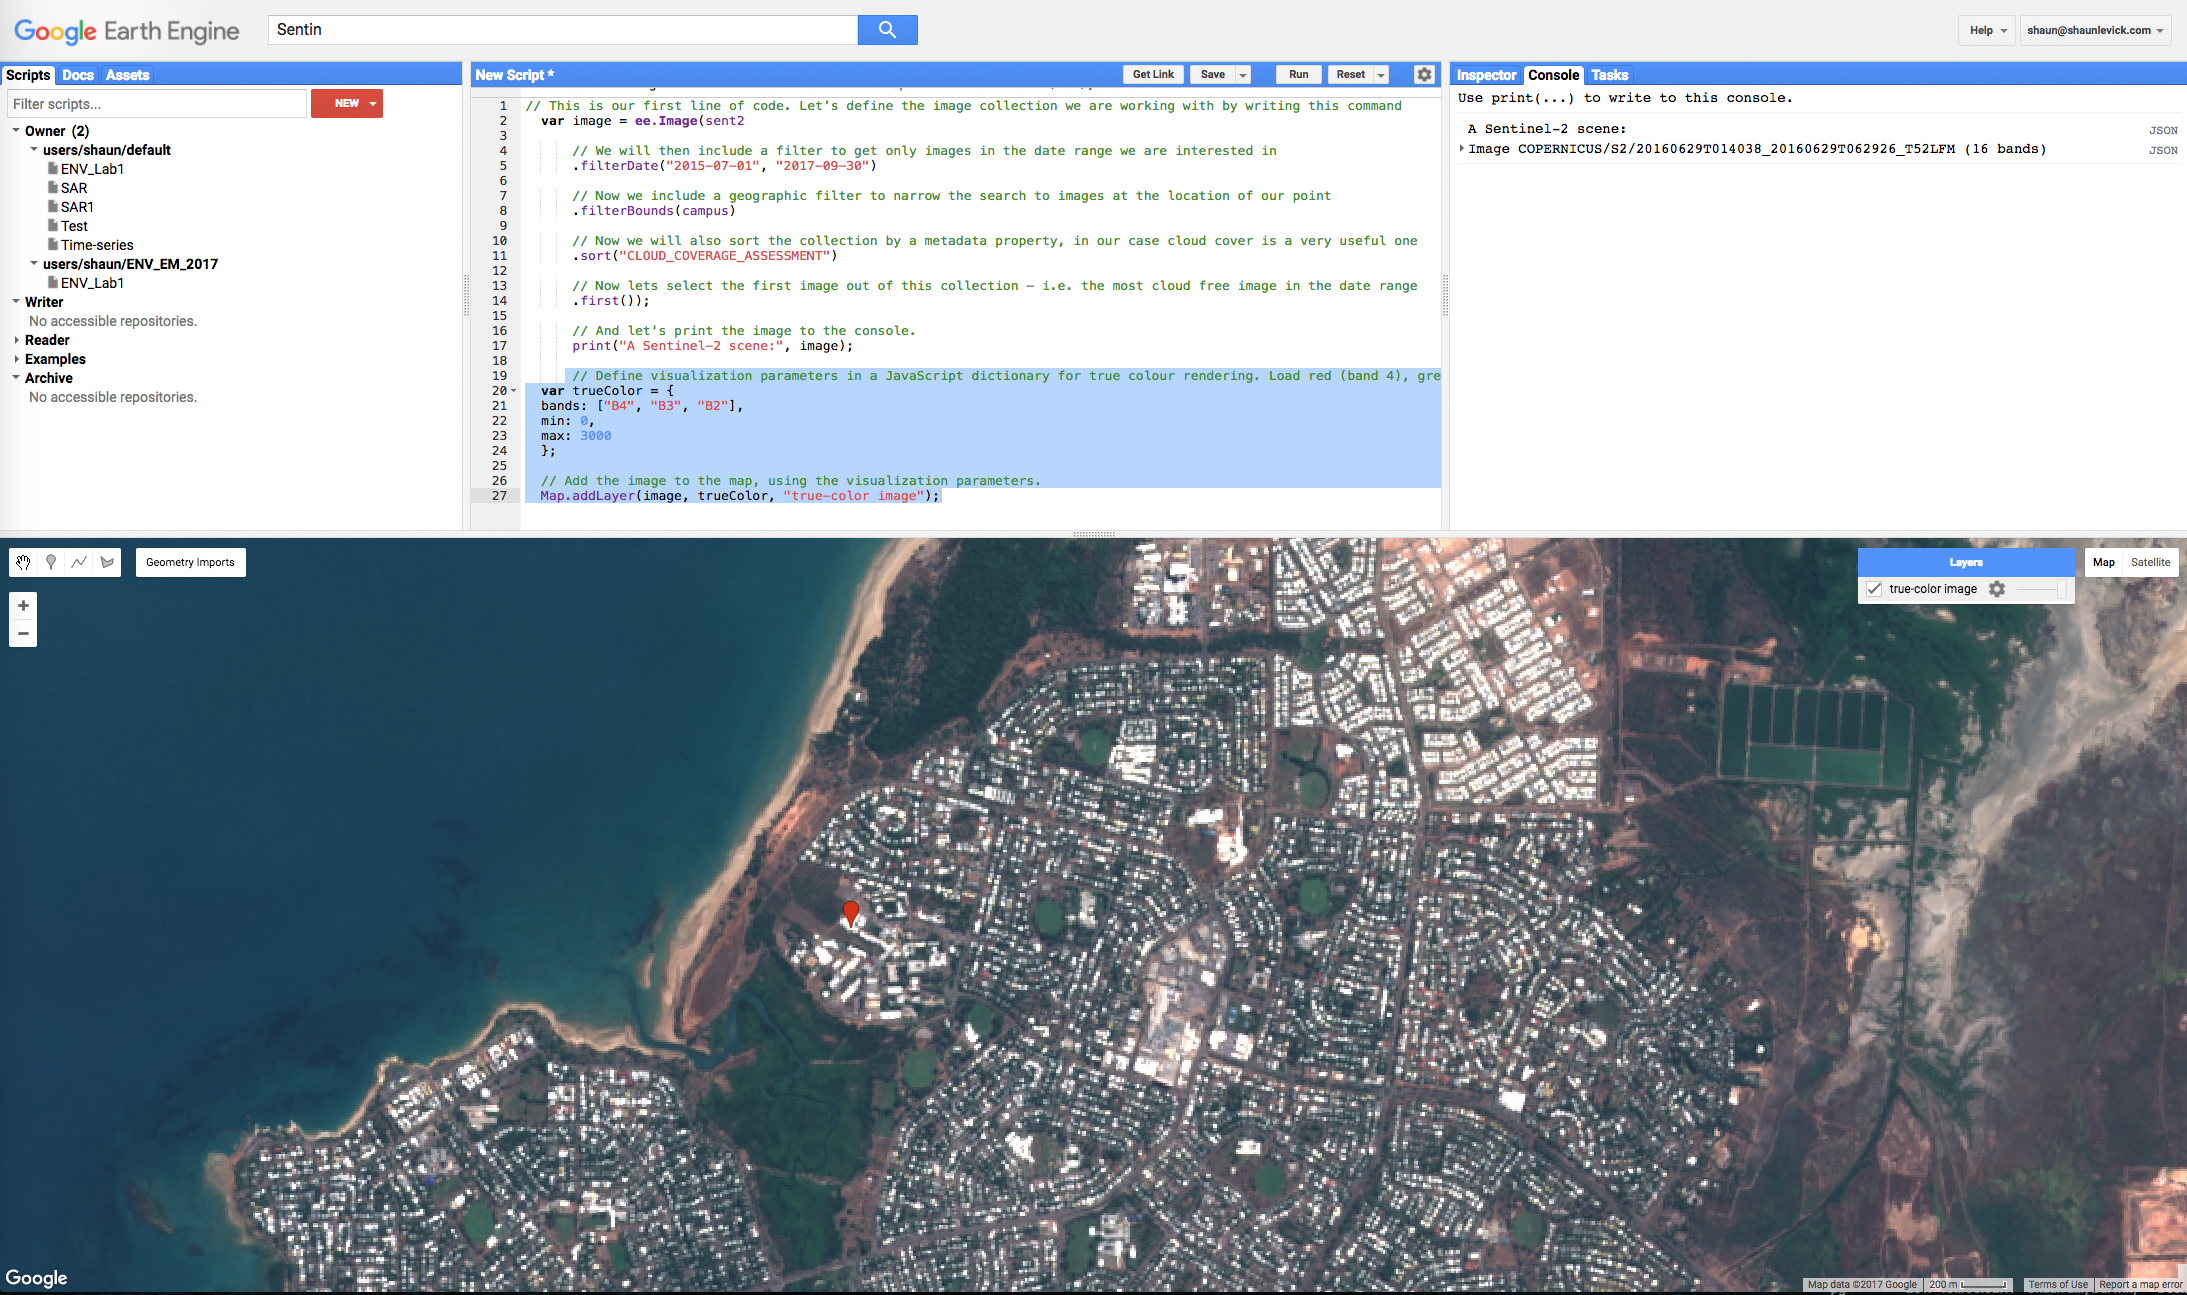 Google Earth Engine
Sentin
Help
shaun@shaunlevick.com
Scripts Docs Assets
Filter scripts...
NEW
Owner (2)
users/shaun/default
ENV_Lab1
SAR
SAR1
Test
Time-series
users/shaun/ENV_EM_2017
ENV_Lab1
Writer
No accessible repositories.
Reader
Examples
Archive
No accessible repositories.
New Script *
Get Link Save Run Reset
1 // This is our first line of code. Let's define the image collection we are working with by writing this command
2 var image = ee.Image(sent2
3
4 // We will then include a filter to get only images in the date range we are interested in
5 .filterDate("2015-07-01", "2017-09-30")
6
7 // Now we include a geographic filter to narrow the search to images at the location of our point
8 .filterBounds(campus)
9
10 // Now we will also sort the collection by a metadata property, in our case cloud cover is a very useful one
11 .sort("CLOUD_COVERAGE_ASSESSMENT")
12
13 // Now lets select the first image out of this collection - i.e. the most cloud free image in the date range
14 .first());
15
16 // And let's print the image to the console.
17 print("A Sentinel-2 scene:", image);
18
19 // Define visualization parameters in a JavaScript dictionary for true colour rendering. Load red (band 4), gre
20 var trueColor = {
21 bands: ["B4", "B3", "B2"],
22 min: 0,
23 max: 3000
24 };
25
26 // Add the image to the map, using the visualization parameters.
27 Map.addLayer(image, trueColor, "true-color image");
Inspector Console Tasks
Use print(...) to write to this console.
A Sentinel-2 scene:
JSON
Image COPERNICUS/S2/20160629T014038_20160629T062926_T52LFM (16 bands)
JSON
Geometry Imports
+
−
Layers
true-color image
Map Satellite
Google
Map data ©2017 Google
200 m
Terms of Use
Report a map error